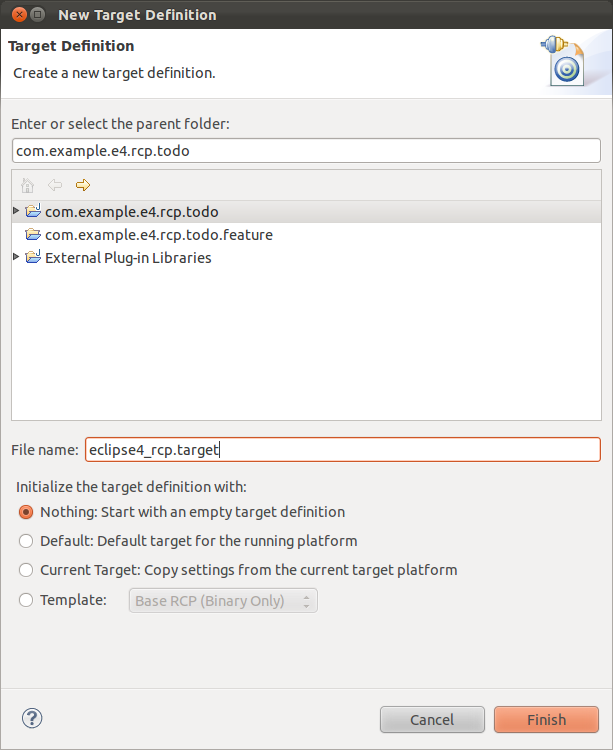 New Target Definition
Target Definition
Create a new target definition.
Enter or select the parent folder:
com.example.e4.rcp.todo
com.example.e4.rcp.todo
com.example.e4.rcp.todo.feature
External Plug-in Libraries
File name: eclipse4_rcp.target
Initialize the target definition with:
Nothing: Start with an empty target definition
Default: Default target for the running platform
Current Target: Copy settings from the current target platform
Template: Base RCP (Binary Only)
? Cancel Finish